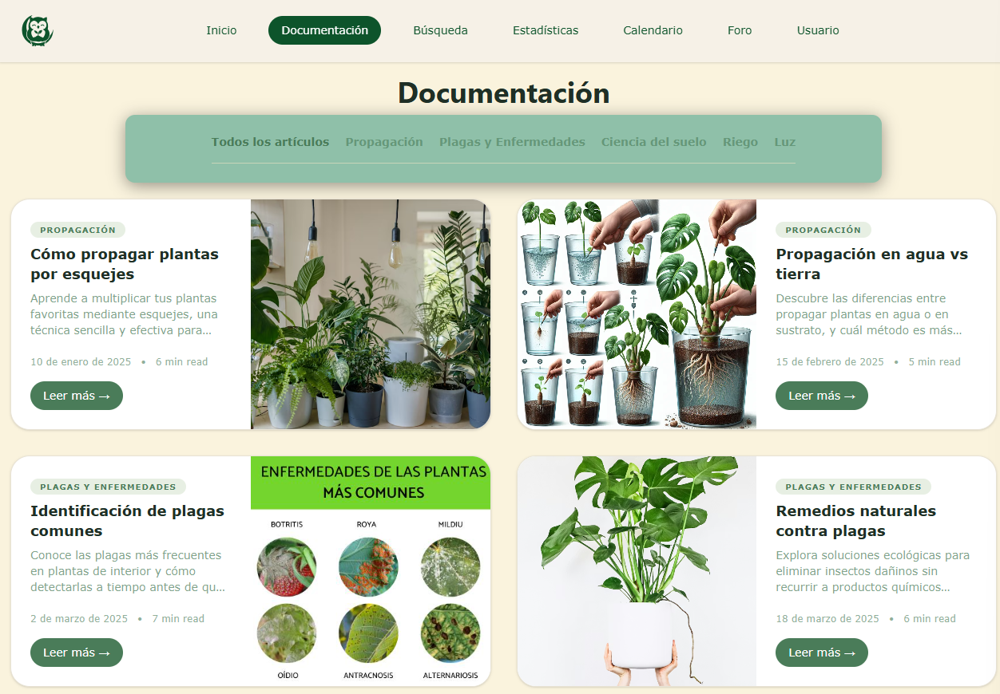 Inicio Documentación Búsqueda Estadísticas Calendario Foro Usuario
Documentación
Todos los artículos Propagación Plagas y Enfermedades Ciencia del suelo Riego Luz
PROPAGACIÓN
Cómo propagar plantas
por esquejes
Aprende a multiplicar tus plantas
favoritas mediante esquejes, una
técnica sencilla y efectiva para...
10 de enero de 2025 • 6 min read
Leer más →
PROPAGACIÓN
Propagación en agua vs
tierra
Descubre las diferencias entre
propagar plantas en agua o en
sustrato, y cuál método es más...
15 de febrero de 2025 • 5 min read
Leer más →
PLAGAS Y ENFERMEDADES
Identificación de plagas
comunes
Conoce las plagas más frecuentes
en plantas de interior y cómo
detectarlas a tiempo antes de qu...
2 de marzo de 2025 • 7 min read
Leer más →
ENFERMEDADES DE LAS PLANTAS
MÁS COMUNES
BOTRITIS ROYA MILDIU
OÍDIO ANTRACNOSIS ALTERNARIOSIS
PLAGAS Y ENFERMEDADES
Remedios naturales
contra plagas
Explora soluciones ecológicas para
eliminar insectos dañinos sin
recurrir a productos químicos...
18 de marzo de 2025 • 6 min read
Leer más →